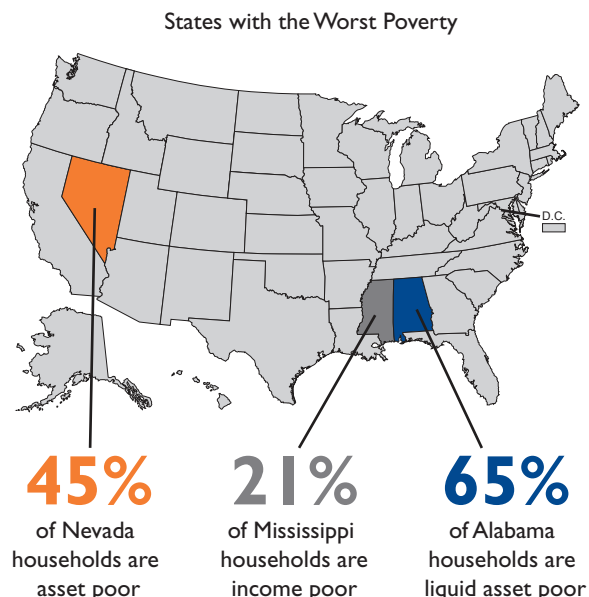 States with the Worst Poverty
D.C.
45%
of Nevada
households are
asset poor
21%
of Mississippi
households are
income poor
65%
of Alabama
households are
liquid asset poor